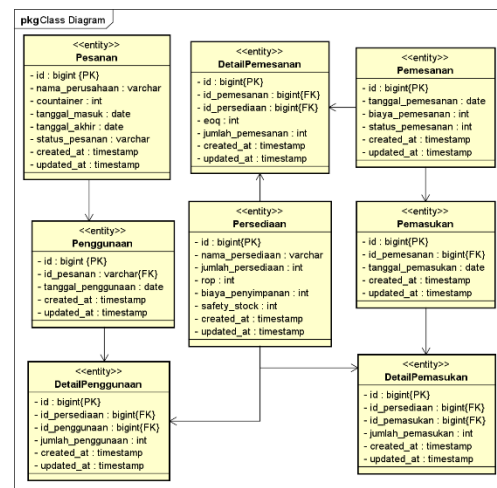 pkg Class Diagram
<<entity>>
Pesanan
- id : bigint {PK}
- nama_perusahaan : varchar
- countainer : int
- tanggal_masuk : date
- tanggal_akhir : date
- status_pesanan : varchar
- created_at : timestamp
- updated_at : timestamp
<<entity>>
DetailPemesanan
- id : bigint{PK}
- id_pemesanan : bigint{FK}
- id_persediaan : bigint{FK}
- eoq : int
- jumlah_pemesanan : int
- created_at : timestamp
- updated_at : timestamp
<<entity>>
Pemesanan
- id : bigint{PK}
- tanggal_pemesanan : date
- biaya_pemesanan : int
- status_pemesanan : int
- created_at : timestamp
- updated_at : timestamp
<<entity>>
Penggunaan
- id : bigint {PK}
- id_pesanan : varchar{FK}
- tanggal_penggunaan : date
- created_at : timestamp
- updated_at : timestamp
<<entity>>
Persediaan
- id : bigint{PK}
- nama_persediaan : varchar
- jumlah_persediaan : int
- rop : int
- biaya_penyimpanan : int
- safety_stock : int
- created_at : timestamp
- updated_at : timestamp
<<entity>>
Pemasukan
- id : bigint{PK}
- id_pemesanan : bigint{FK}
- tanggal_pemasukan : date
- created_at : timestamp
- updated_at : timestamp
<<entity>>
DetailPenggunaan
- id : bigint{PK}
- id_persediaan : bigint{FK}
- id_penggunaan : bigint{FK}
- jumlah_penggunaan : int
- created_at : timestamp
- updated_at : timestamp
<<entity>>
DetailPemasukan
- id : bigint{PK}
- id_persediaan : bigint{FK}
- id_pemasukan : bigint{FK}
- jumlah_pemasukan : int
- created_at : timestamp
- updated_at : timestamp